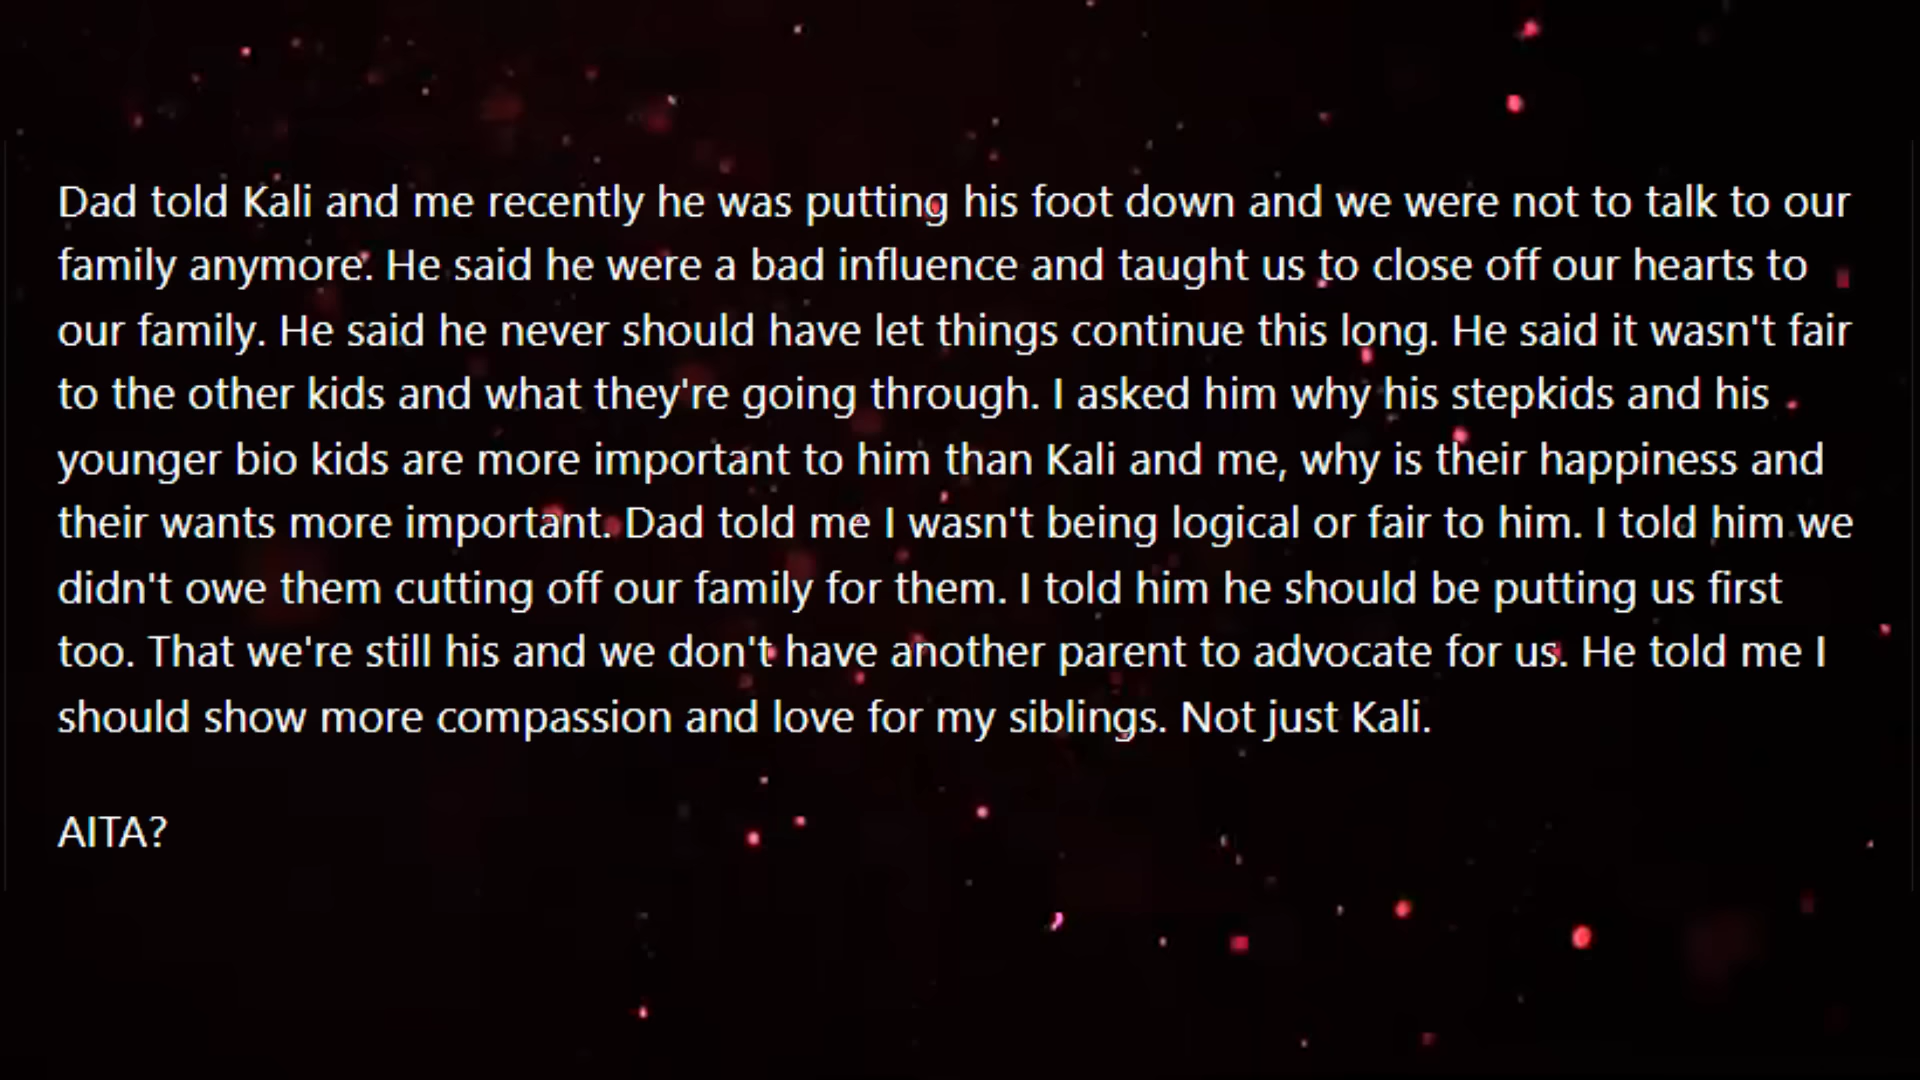 Dad told Kali and me recently he was putting his foot down and we were not to talk to our
family anymore. He said he were a bad influence and taught us to close off our hearts to
our family. He said he never should have let things continue this long. He said it wasn't fair
to the other kids and what they're going through. I asked him why his stepkids and his
younger bio kids are more important to him than Kali and me, why is their happiness and
their wants more important. Dad told me I wasn't being logical or fair to him. I told him we
didn't owe them cutting off our family for them. I told him he should be putting us first
too. That we're still his and we don't have another parent to advocate for us. He told me I
should show more compassion and love for my siblings. Not just Kali.
AITA?